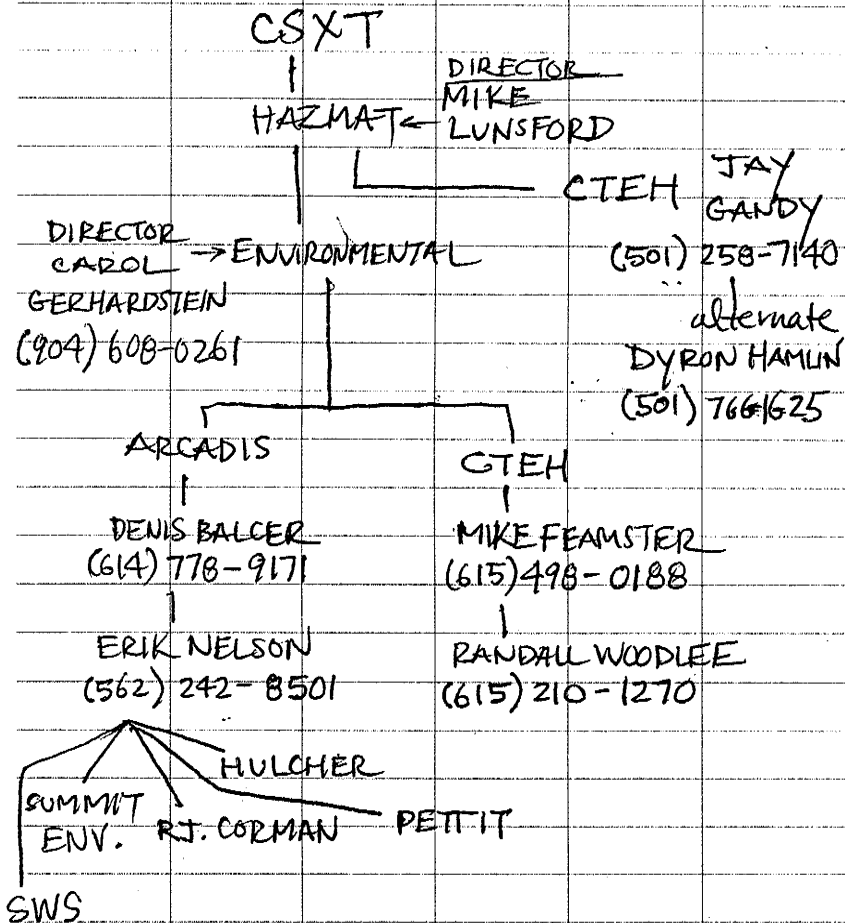 CSXT
DIRECTOR
MIKE
HAZMAT ← LUNSFORD
CTEH
JAY
GANDY
(501) 258-7140
alternate
DYRON HAMLIN
(501) 766-1625
DIRECTOR
CAROL → ENVIRONMENTAL
GERHARDSTEIN
(904) 608-0261
ARCADIS
DENIS BALCER
(614) 778-9171
ERIK NELSON
(562) 242-8501
CTEH
MIKE FEAMSTER
(615) 498-0188
RANDALL WOODLEE
(615) 210-1270
HULCHER
SUMMIT
ENV.
R.J. CORMAN
PETTIT
SWS